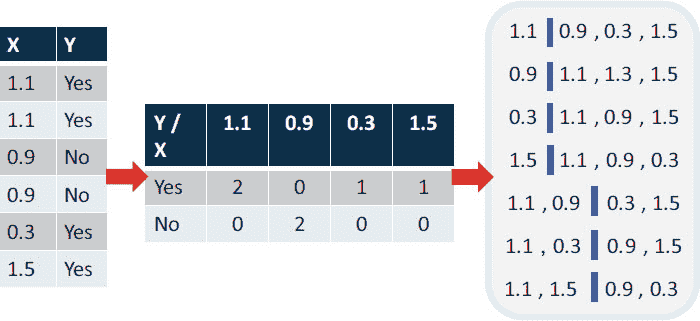 X Y
1.1 Yes
1.1 Yes
0.9 No
0.9 No
0.3 Yes
1.5 Yes
Y / X 1.1 0.9 0.3 1.5
Yes 2 0 1 1
No 0 2 0 0
1.1 0.9 , 0.3 , 1.5
0.9 1.1 , 1.3 , 1.5
0.3 1.1 , 0.9 , 1.5
1.5 1.1 , 0.9 , 0.3
1.1 , 0.9 0.3 , 1.5
1.1 , 0.3 0.9 , 1.5
1.1 , 1.5 0.9 , 0.3